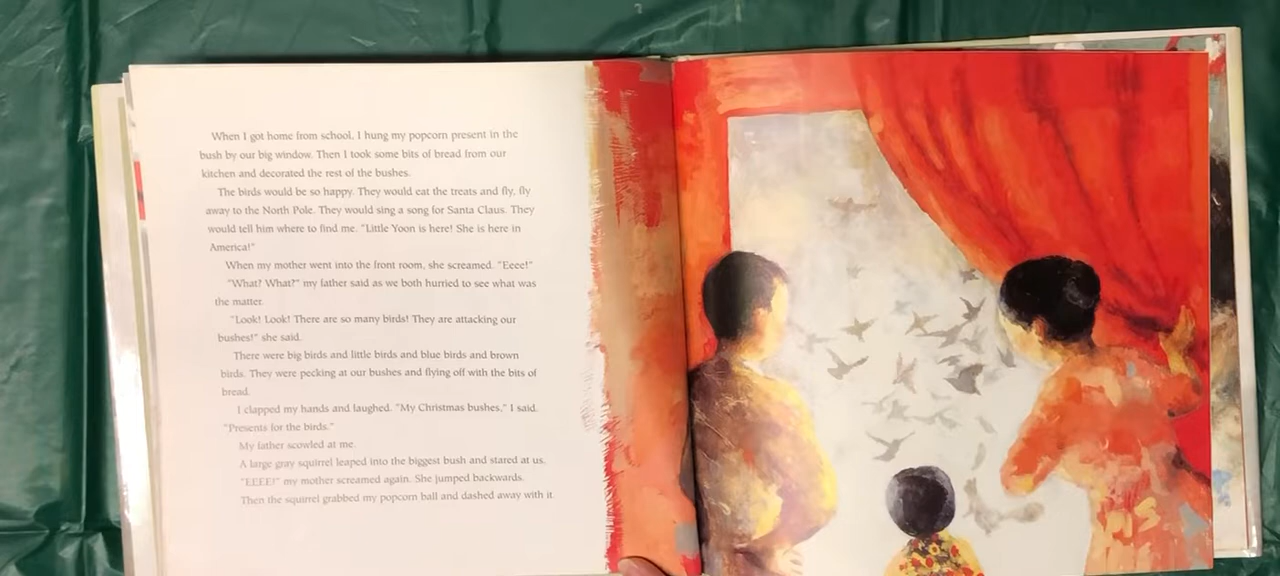 When I got home from school, I hung my popcorn present in the
bush by our big window. Then I took some bits of bread from our
kitchen and decorated the rest of the bushes.
The birds would be so happy. They would eat the treats and fly, fly
away to the North Pole. They would sing a song for Santa Claus. They
would tell him where to find me. "Little Yoon is here! She is here in
America!"
When my mother went into the front room, she screamed. "Eeee!"
"What? What?" my father said as we both hurried to see what was
the matter.
"Look! Look! There are so many birds! They are attacking our
bushes!" she said.
There were big birds and little birds and blue birds and brown
birds. They were pecking at our bushes and flying off with the bits of
bread.
I clapped my hands and laughed. "My Christmas bushes," I said.
"Presents for the birds."
My father scowled at me.
A large gray squirrel leaped into the biggest bush and stared at us.
"EEEE!" my mother screamed again. She jumped backwards.
Then the squirrel grabbed my popcorn ball and dashed away with it.